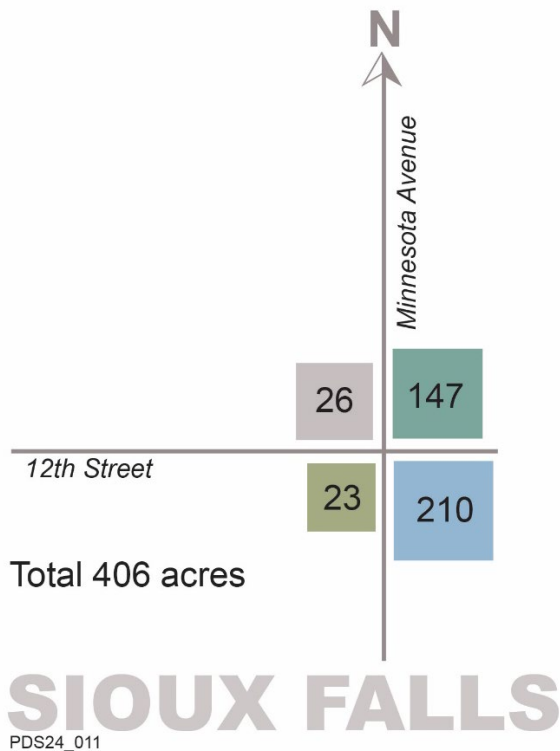 N
Minnesota Avenue
26
147
12th Street
23
210
Total 406 acres
SIOUX FALLS
PDS24_011